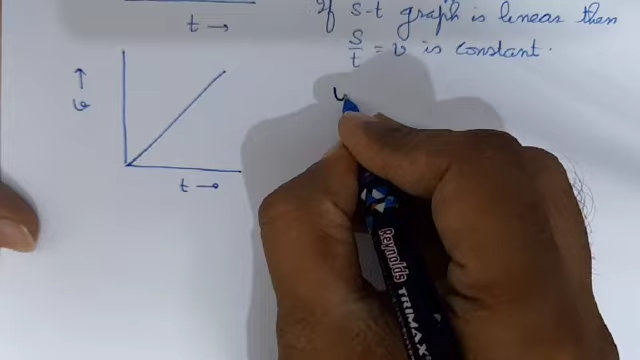 t →
If s-t graph is linear then
s/t = v is constant.
↑
v
t →
Reynolds TRIMAX